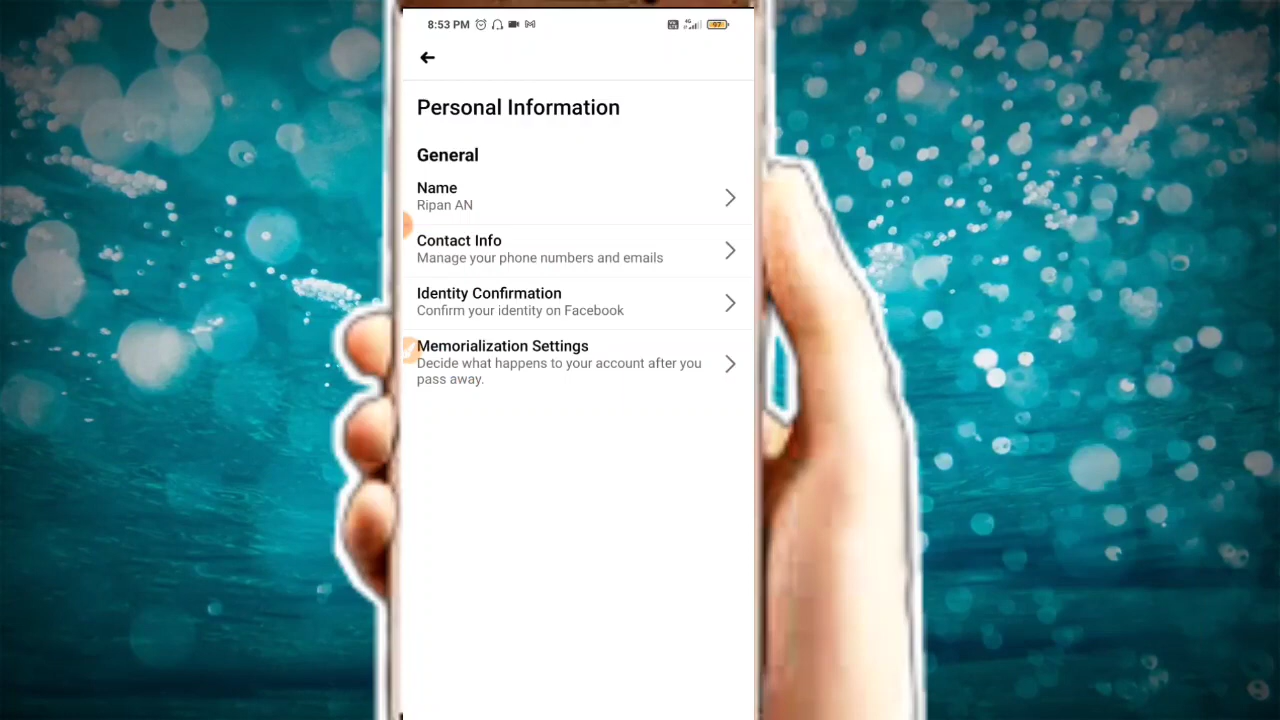 8:53 PM
Personal Information
General
Name
Ripan AN
Contact Info
Manage your phone numbers and emails
Identity Confirmation
Confirm your identity on Facebook
Memorialization Settings
Decide what happens to your account after you
pass away.